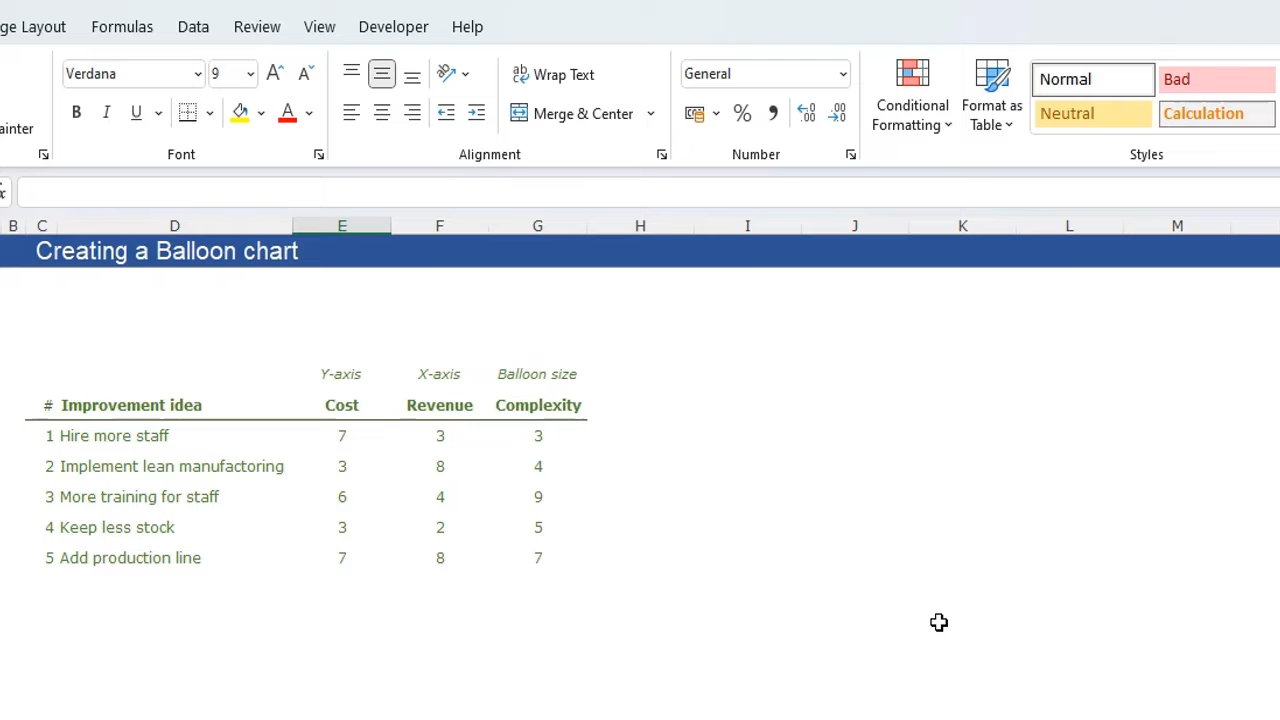 ge Layout Formulas Data Review View Developer Help
Verdana 9 A A ab Wrap Text General Conditional Formatting Format as Table Normal Bad
ainter B I U A Merge & Center % 9 .00 Neutral Calculation
Font Alignment Number Styles
B C D E F G H I J K L M
Creating a Balloon chart
Y-axis X-axis Balloon size
# Improvement idea Cost Revenue Complexity
1 Hire more staff 7 3 3
2 Implement lean manufactoring 3 8 4
3 More training for staff 6 4 9
4 Keep less stock 3 2 5
5 Add production line 7 8 7